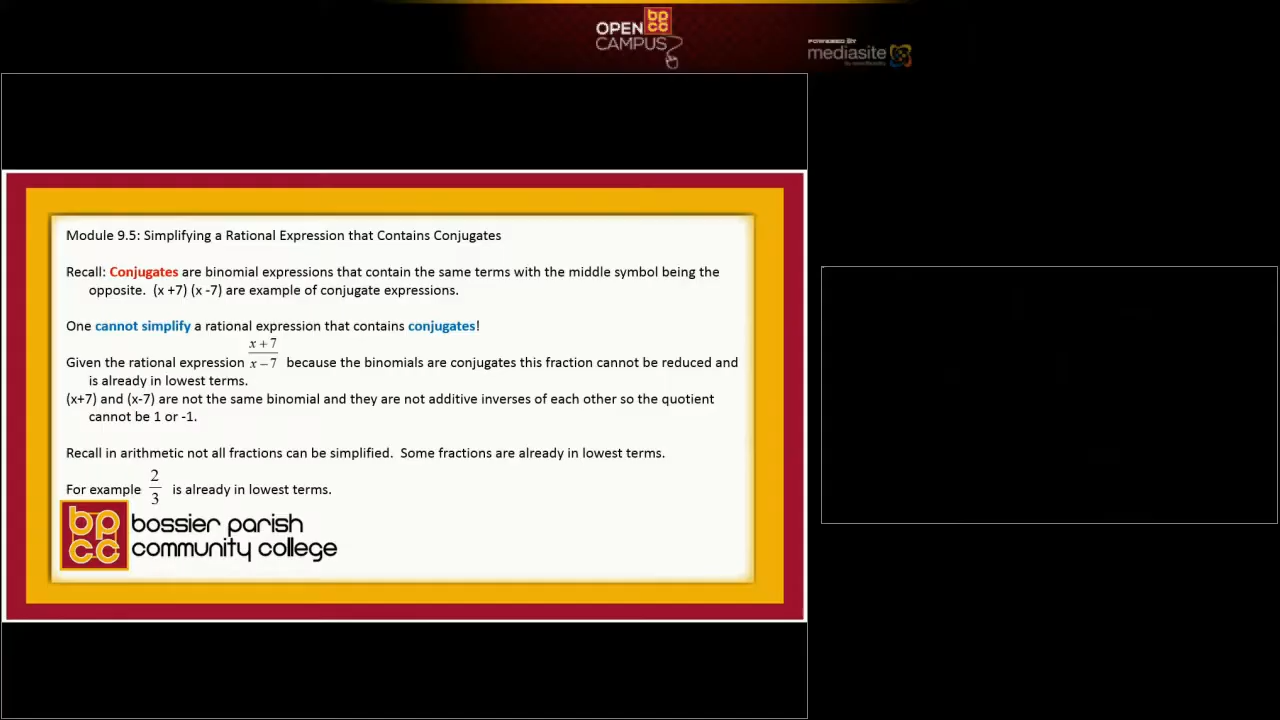 OPEN bp cc
CAMPUS
POWERED BY
mediasite
Module 9.5: Simplifying a Rational Expression that Contains Conjugates
Recall: Conjugates are binomial expressions that contain the same terms with the middle symbol being the
opposite. (x +7) (x -7) are example of conjugate expressions.
One cannot simplify a rational expression that contains conjugates!
Given the rational expression x + 7 / x – 7 because the binomials are conjugates this fraction cannot be reduced and
is already in lowest terms.
(x+7) and (x-7) are not the same binomial and they are not additive inverses of each other so the quotient
cannot be 1 or -1.
Recall in arithmetic not all fractions can be simplified. Some fractions are already in lowest terms.
For example 2 / 3 is already in lowest terms.
bp cc
bossier parish
community college